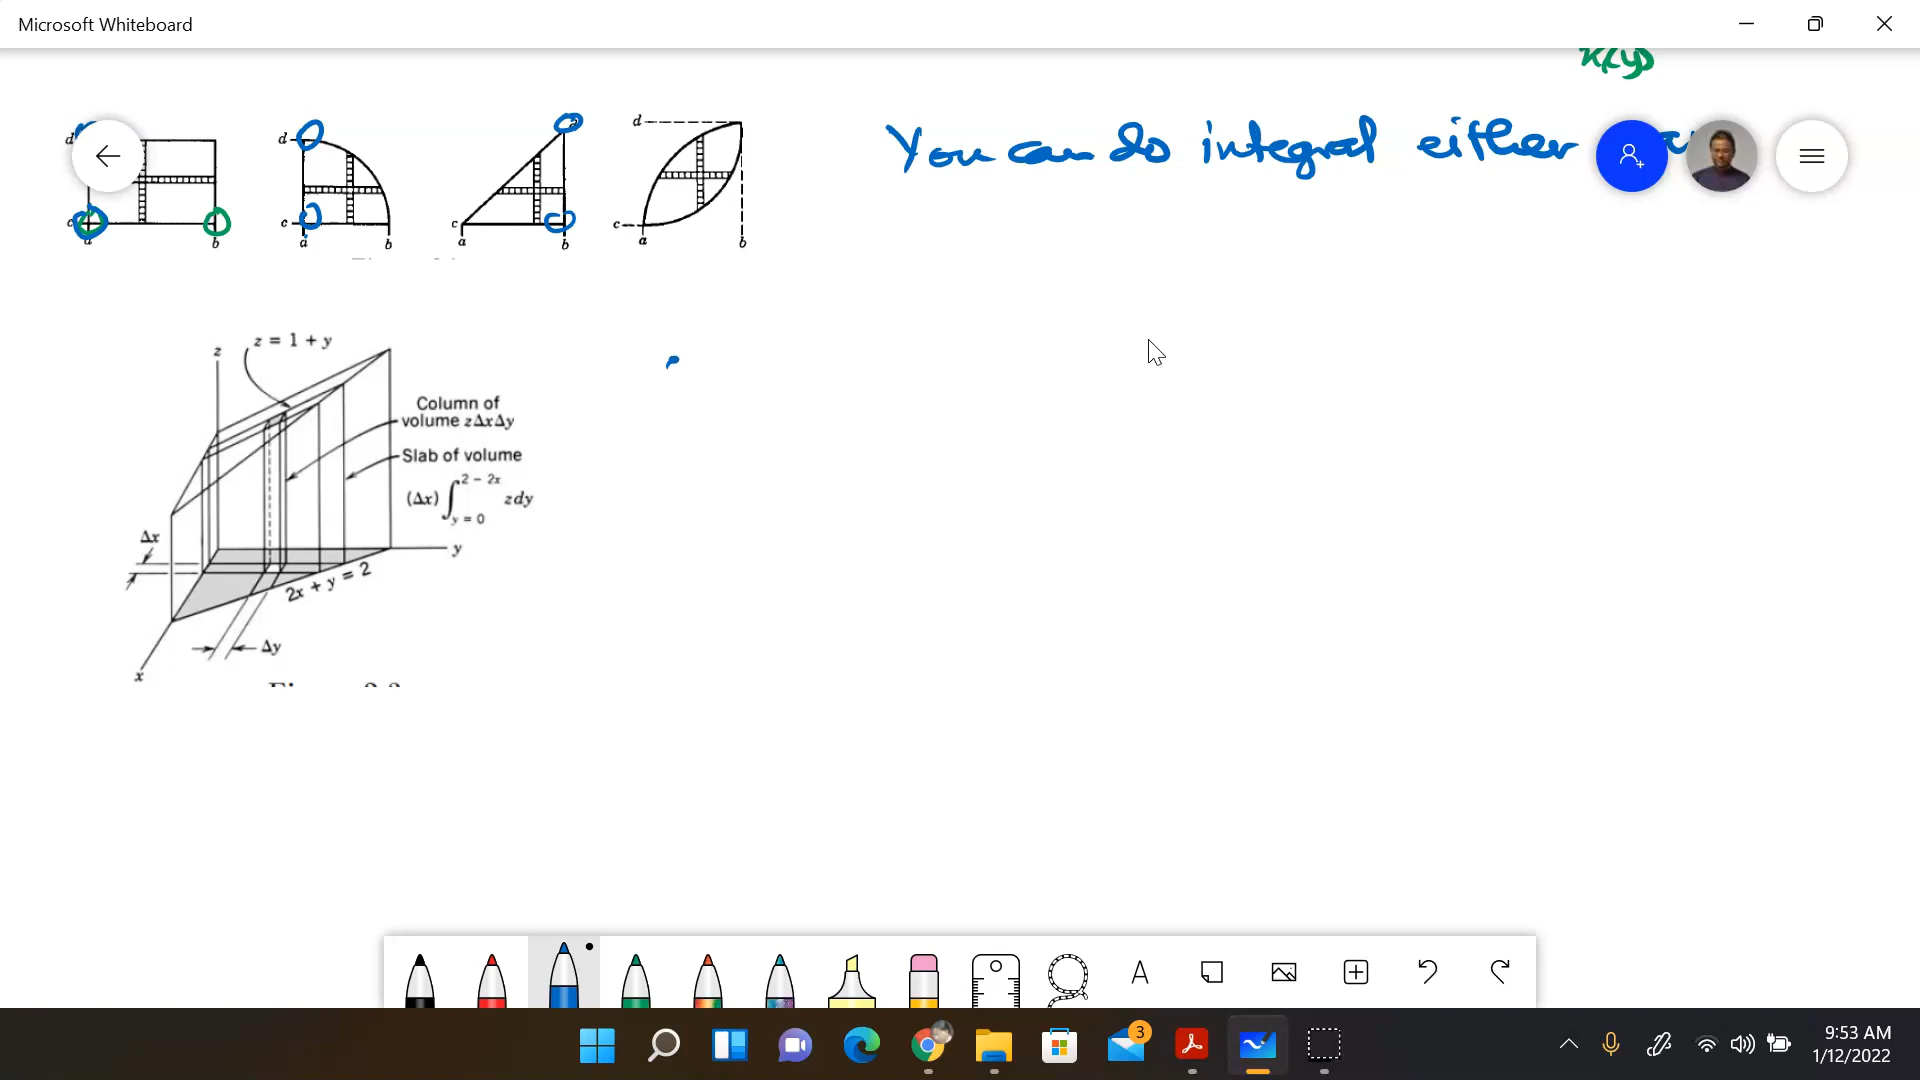 Microsoft Whiteboard
d
d
d
You can do integral either
c
c
c
c
a
b
a
b
a
b
a
b
z
z = 1 + y
Column of
volume zΔxΔy
Slab of volume
(Δx) ∫ 2 − 2x y = 0 zdy
Δx
y
2x + y = 2
Δy
x
A
3
9:53 AM
1/12/2022